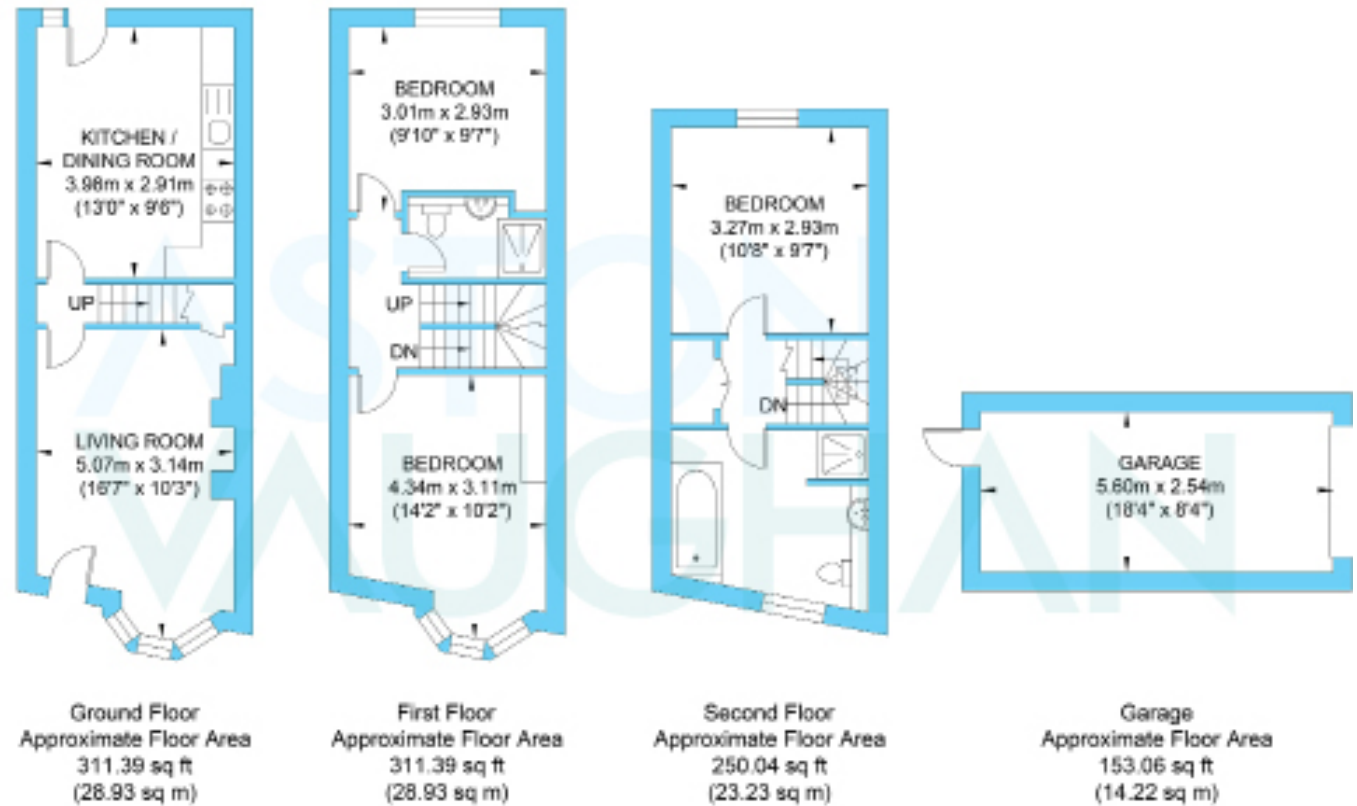 KITCHEN /
DINING ROOM
3.98m x 2.91m
(13'0" x 9'6")
UP
LIVING ROOM
5.07m x 3.14m
(16'7" x 10'3")
Ground Floor
Approximate Floor Area
311.39 sq ft
(28.93 sq m)
BEDROOM
3.01m x 2.93m
(9'10" x 9'7")
UP
DN
BEDROOM
4.34m x 3.11m
(14'2" x 10'2")
First Floor
Approximate Floor Area
311.39 sq ft
(28.93 sq m)
BEDROOM
3.27m x 2.93m
(10'8" x 9'7")
DN
Second Floor
Approximate Floor Area
250.04 sq ft
(23.23 sq m)
GARAGE
5.60m x 2.54m
(18'4" x 8'4")
Garage
Approximate Floor Area
153.06 sq ft
(14.22 sq m)
ASTON
VAUGHAN